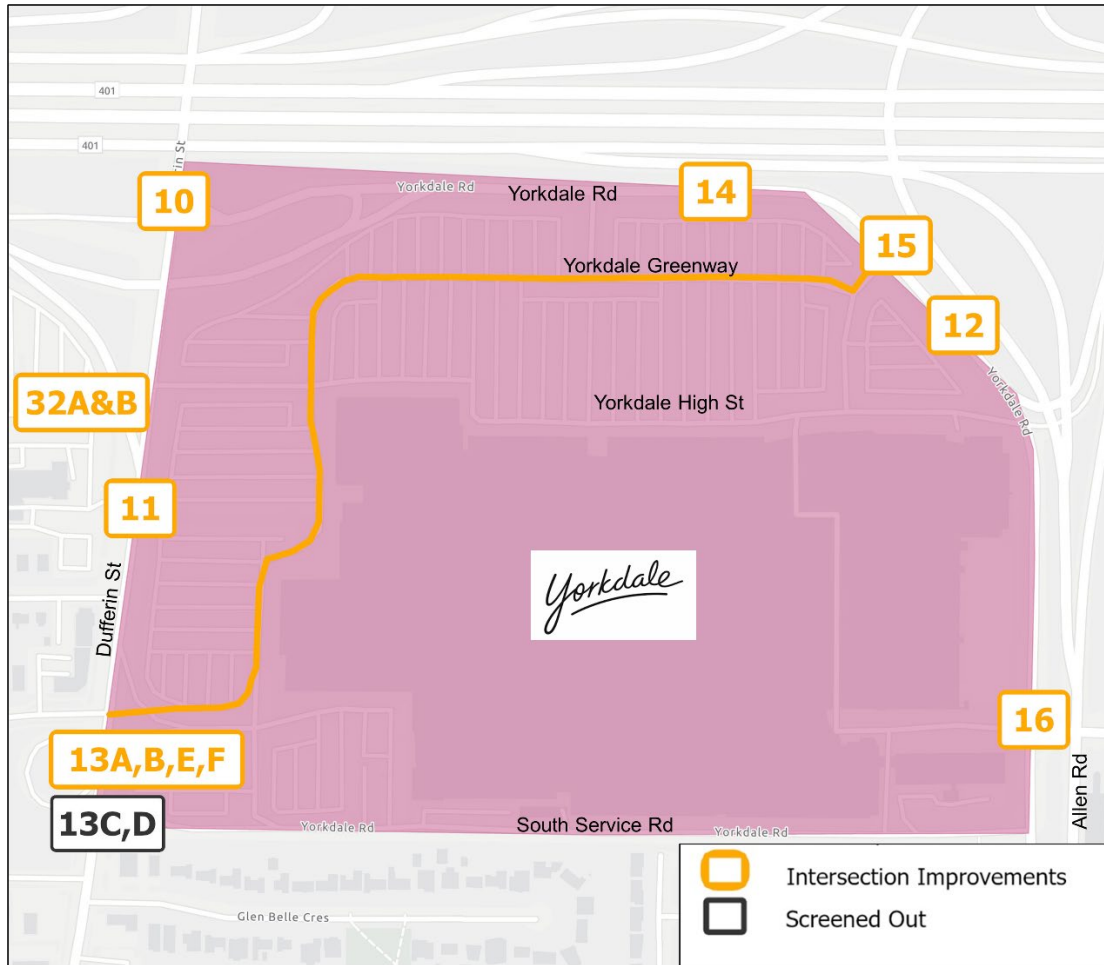 401
401
rin St
10
Yorkdale Rd
Yorkdale Rd
14
15
Yorkdale Greenway
12
Yorkdale Rd
32A&B
Yorkdale High St
11
Yorkdale
Dufferin St
16
13A,B,E,F
Allen Rd
13C,D
Yorkdale Rd
South Service Rd
Yorkdale Rd
Intersection Improvements
Screened Out
Glen Belle Cres